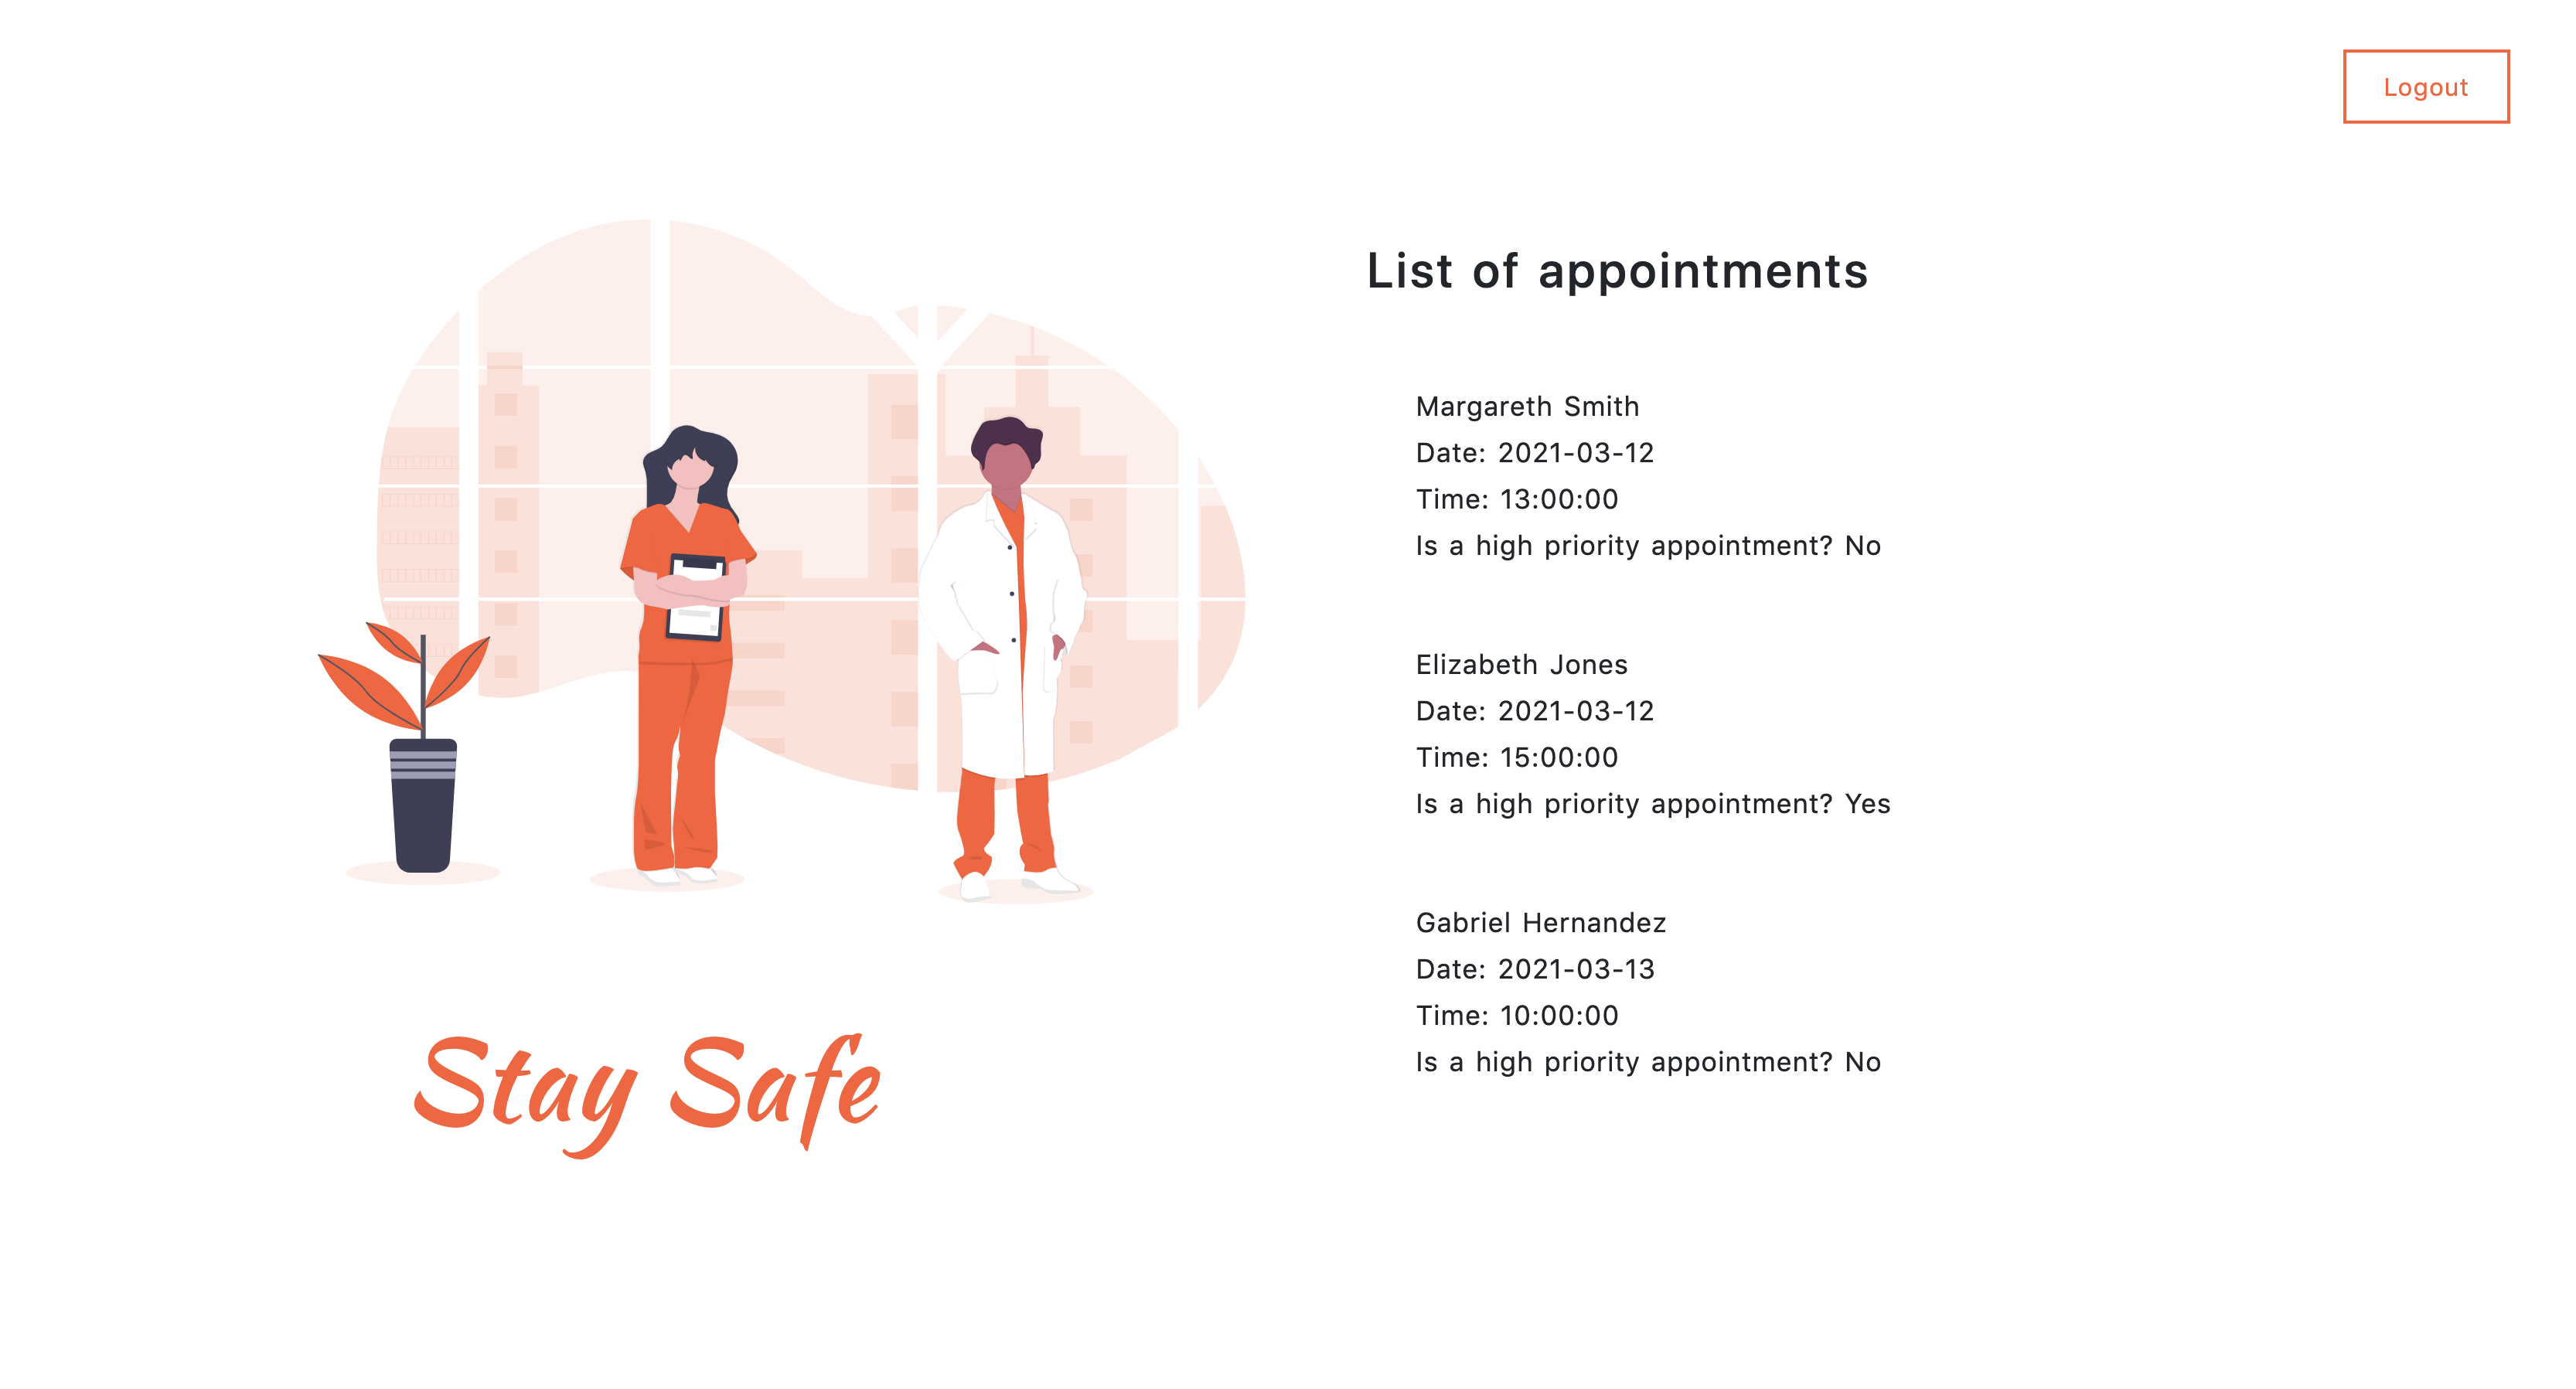 Logout
List of appointments
Margareth Smith
Date: 2021-03-12
Time: 13:00:00
Is a high priority appointment? No
Elizabeth Jones
Date: 2021-03-12
Time: 15:00:00
Is a high priority appointment? Yes
Gabriel Hernandez
Date: 2021-03-13
Time: 10:00:00
Is a high priority appointment? No
Stay Safe